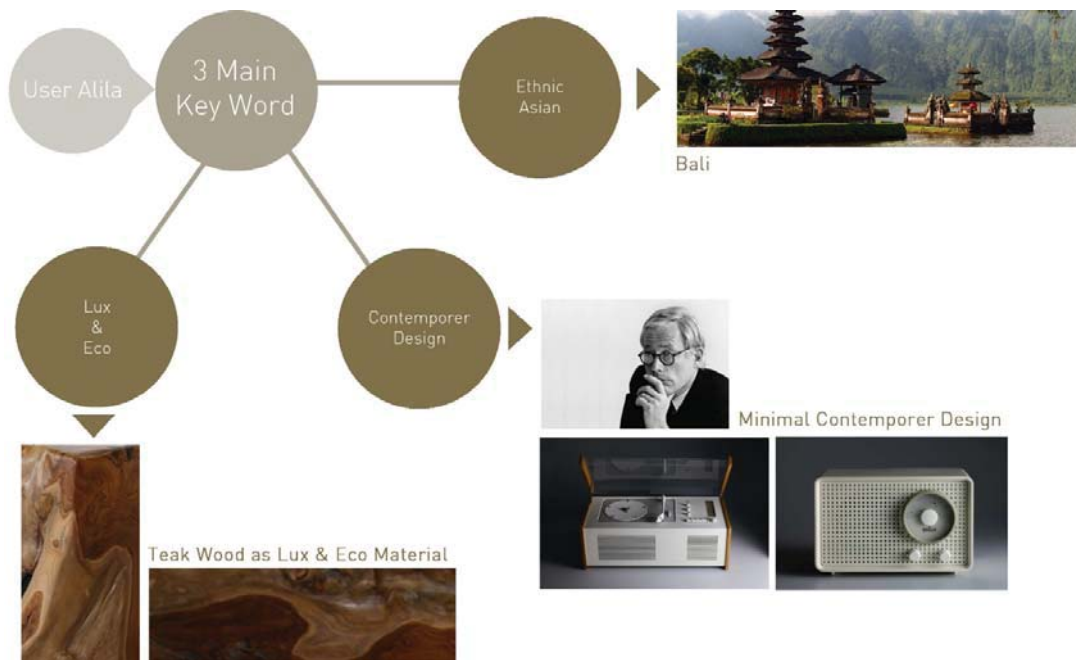 User Alila
3 Main
Key Word
Ethnic
Asian
Bali
Lux
&
Eco
Contemporer
Design
Minimal Contemporer Design
Teak Wood as Lux & Eco Material